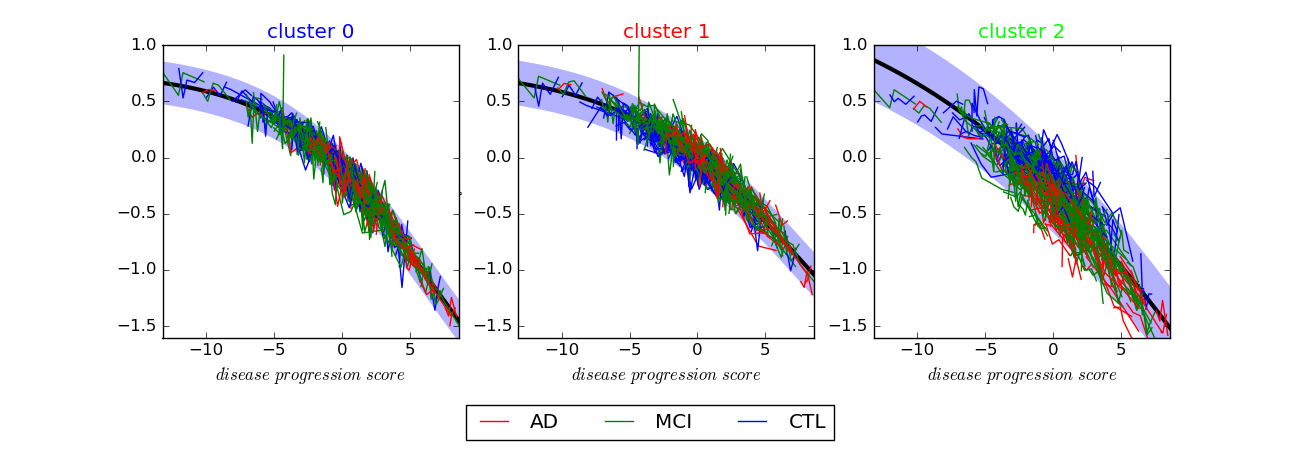 cluster 0 cluster 1 cluster 2
1.0 1.0 1.0
0.5 0.5 0.5
0.0 0.0 0.0
−0.5 −0.5 −0.5
−1.0 −1.0 −1.0
−1.5 −1.5 −1.5
−10 −5 0 5 −10 −5 0 5 −10 −5 0 5
disease progression score disease progression score disease progression score
AD MCI CTL